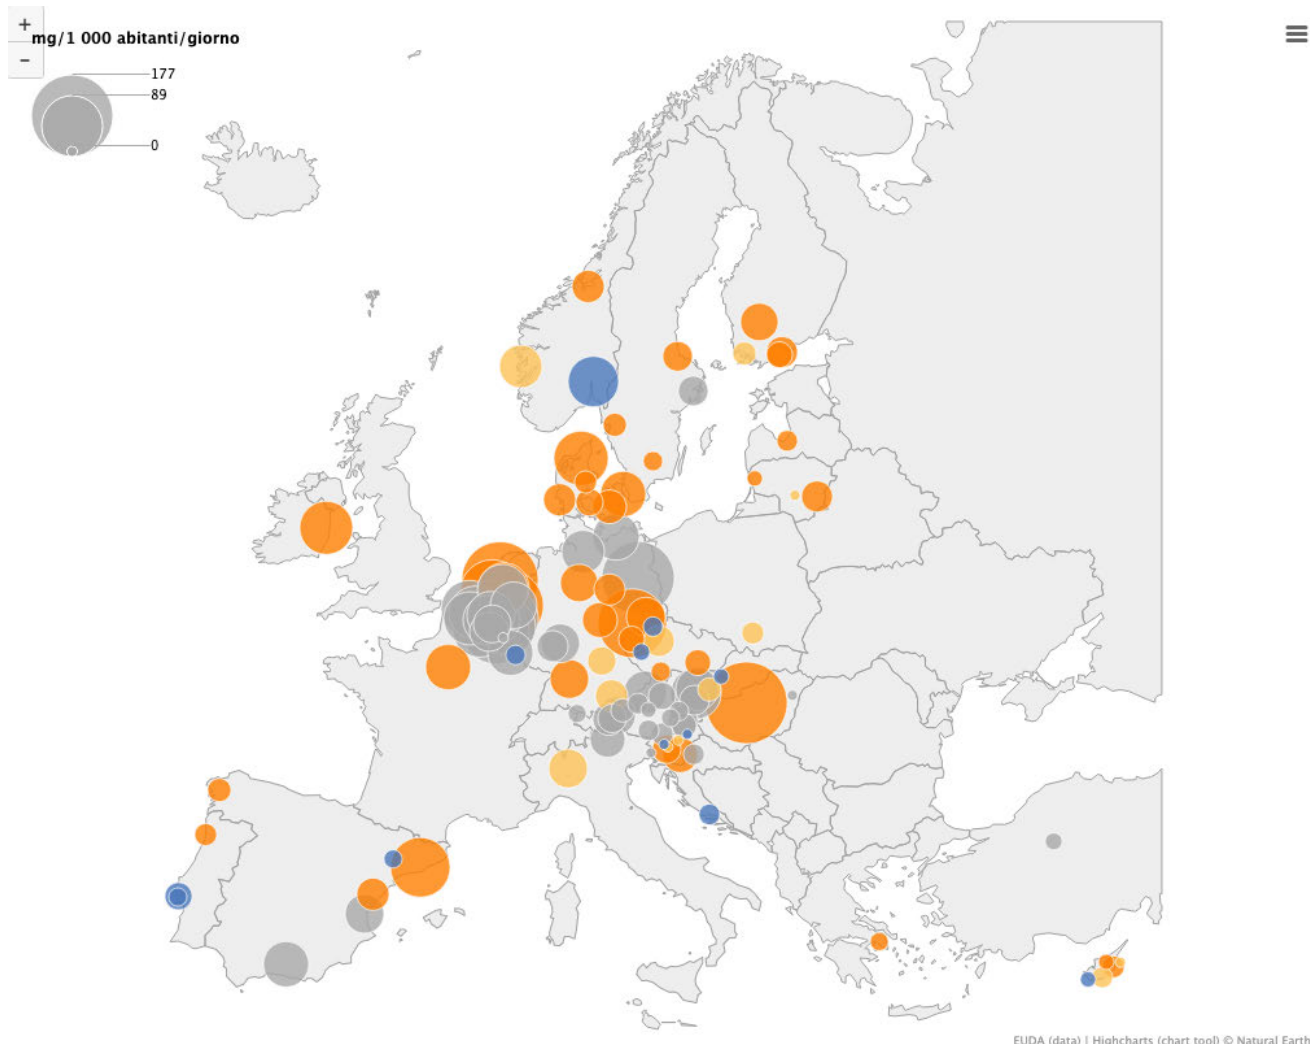 +
mg/1 000 abitanti/giorno
−
177
89
0
EUDA (data) | Highcharts (chart tool) © Natural Earth